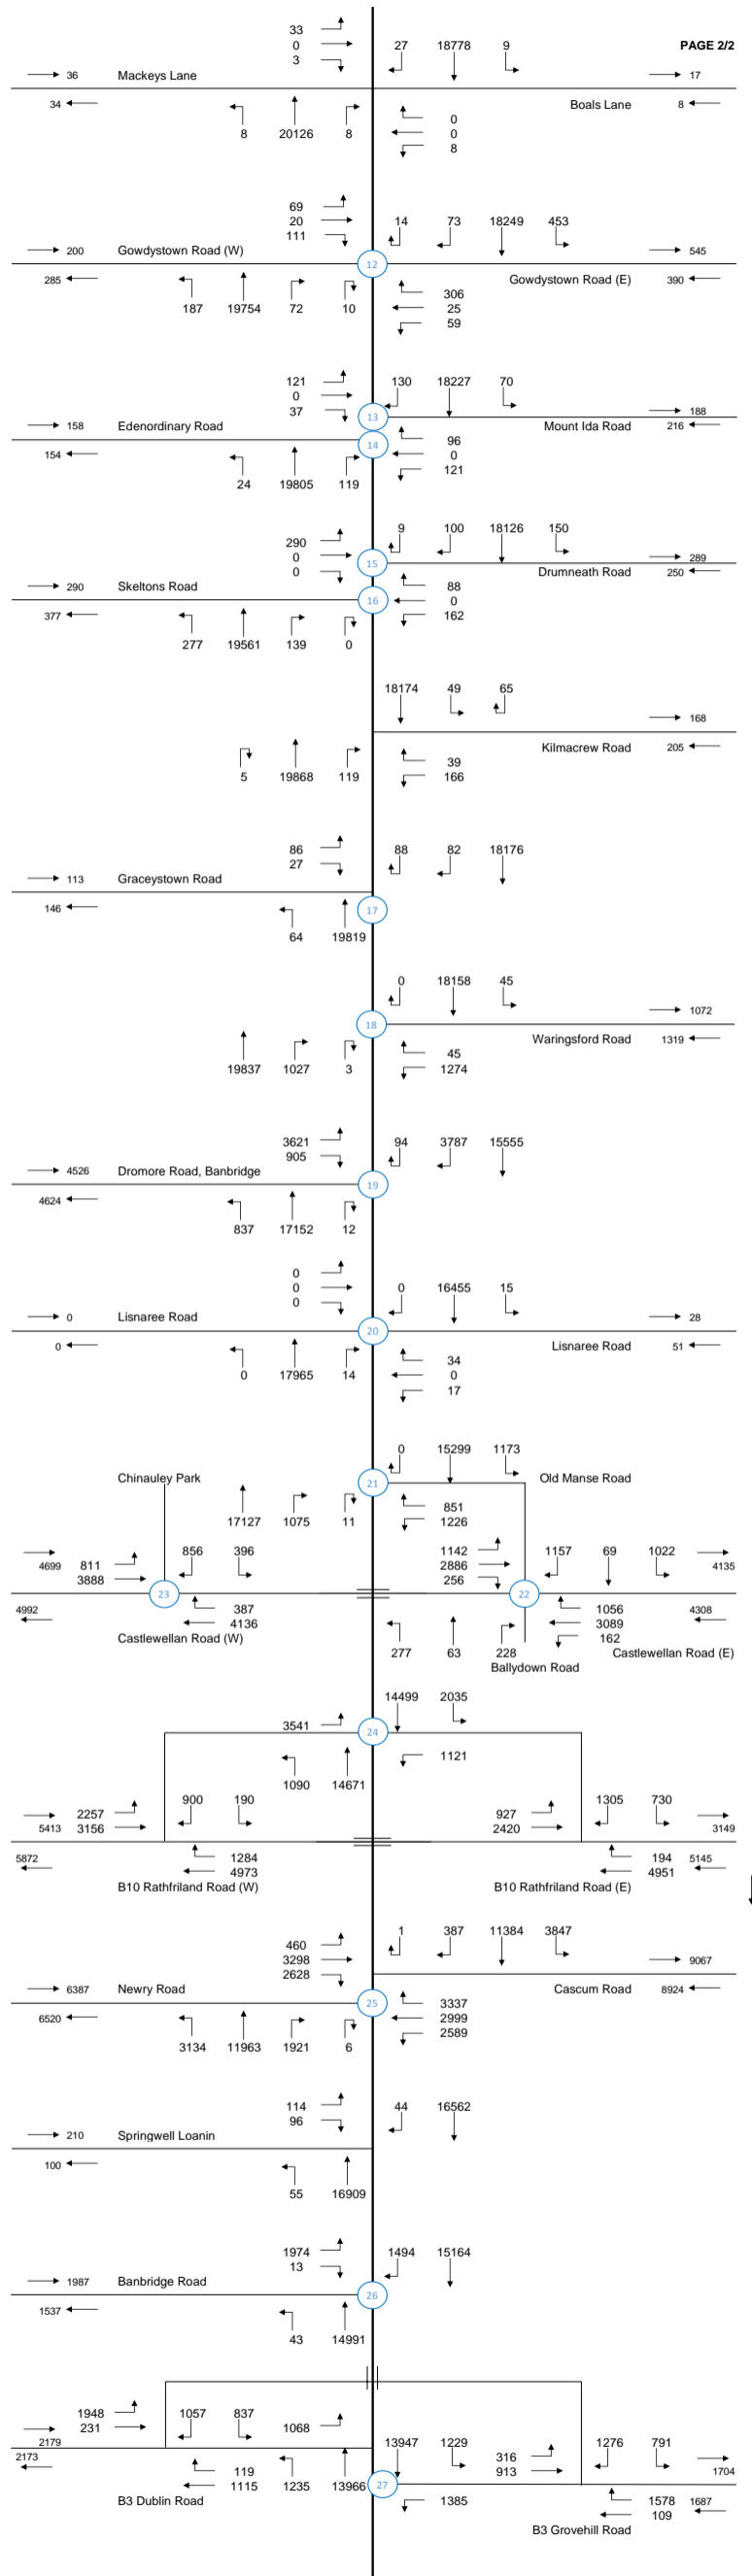 33
0
3
27 18778 9
PAGE 2/2
36 Mackeys Lane
17
34
Boals Lane
8
8 20126 8
0
0
8
69
20
111
14 73 18249 453
200 Gowdystown Road (W)
545
12
285
Gowdystown Road (E)
390
187 19754 72 10
306
25
59
121
0
37
130 18227 70
13
188
158 Edenordinary Road
Mount Ida Road
216
14
154
24 19805 119
96
0
121
290
0
0
9 100 18126 150
15
289
Drumneath Road
250
290 Skeltons Road
16
377
277 19561 139 0
88
0
162
18174 49 65
168
Kilmacrew Road
205
5 19868 119
39
166
86
27
88 82 18176
113 Graceystown Road
146
17
64 19819
0 18158 45
1072
18
Waringsford Road
1319
19837 1027 3
45
1274
3621
905
94 3787 15555
4526 Dromore Road, Banbridge
19
4624
837 17152 12
0
0
0
0 16455 15
0 Lisnaree Road
28
20
0
Lisnaree Road
51
0 17965 14
34
0
17
0 15299 1173
Chinauley Park
21
Old Manse Road
17127 1075 11
851
1226
4699
811
3888
856 396
1142
2886
256
1157 69 1022
4135
23
22
4992
387
4136
1056
3089
162
4308
Castlewellan Road (W)
277 63 228
Castlewellan Road (E)
Ballydown Road
14499 2035
3541
24
1090 14671
1121
5413
2257
3156
900 190
927
2420
1305 730
3149
5872
1284
4973
194
4951
5145
B10 Rathfriland Road (W)
B10 Rathfriland Road (E)
460
3298
2628
1 387 11384 3847
9067
6387 Newry Road
Cascum Road
8924
25
6520
3134 11963 1921 6
3337
2999
2589
114
96
44 16562
210 Springwell Loanin
100
55 16909
1974
13
1494 15164
1987 Banbridge Road
26
1537
43 14991
1948
231
2179
1057 837
1068
13947 1229
316
913
1276 791
1704
2173
27
119
1115
1235 13966
1385
1578
109
1687
B3 Dublin Road
B3 Grovehill Road